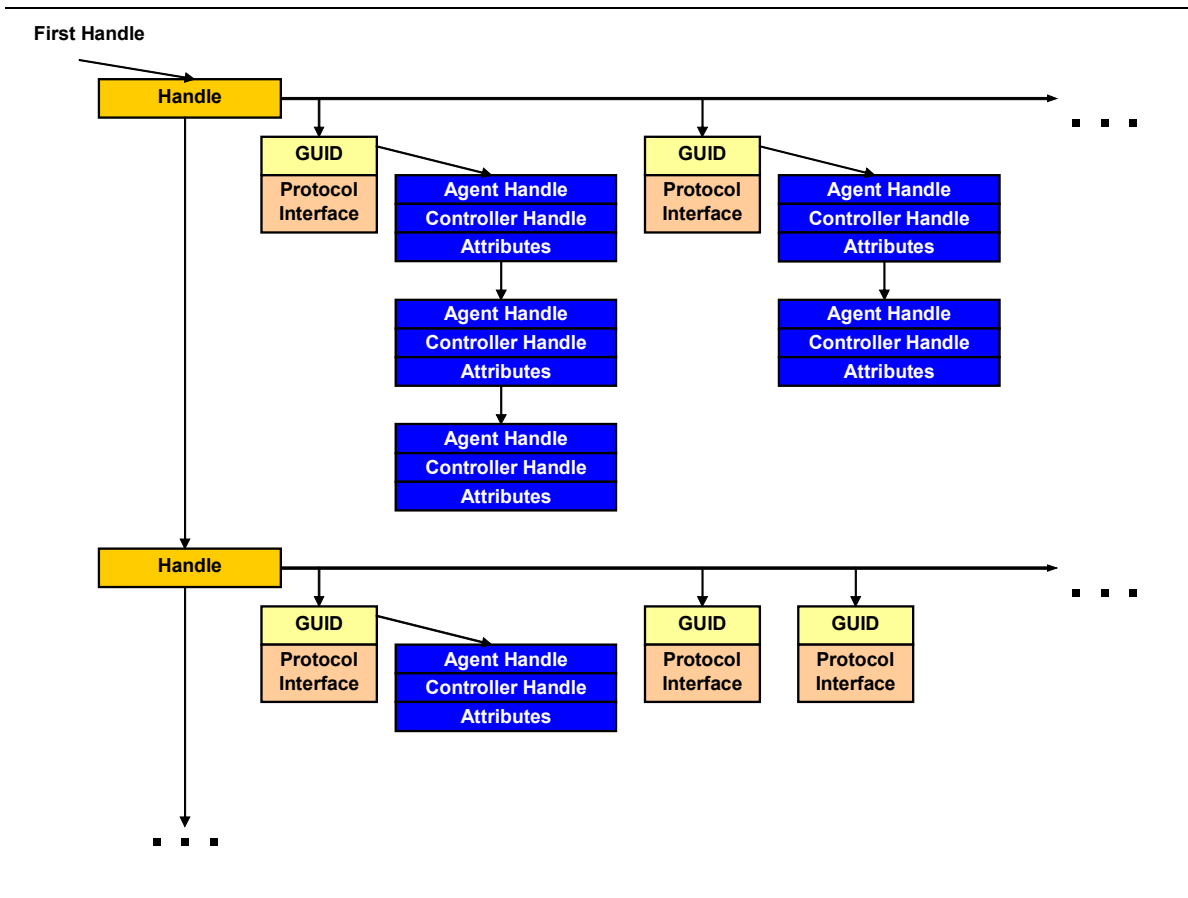 First Handle
Handle
GUID
GUID
Protocol
Interface
Agent Handle
Controller Handle
Attributes
Protocol
Interface
Agent Handle
Controller Handle
Attributes
Agent Handle
Controller Handle
Attributes
Agent Handle
Controller Handle
Attributes
Agent Handle
Controller Handle
Attributes
Handle
GUID
GUID
GUID
Protocol
Interface
Agent Handle
Controller Handle
Attributes
Protocol
Interface
Protocol
Interface